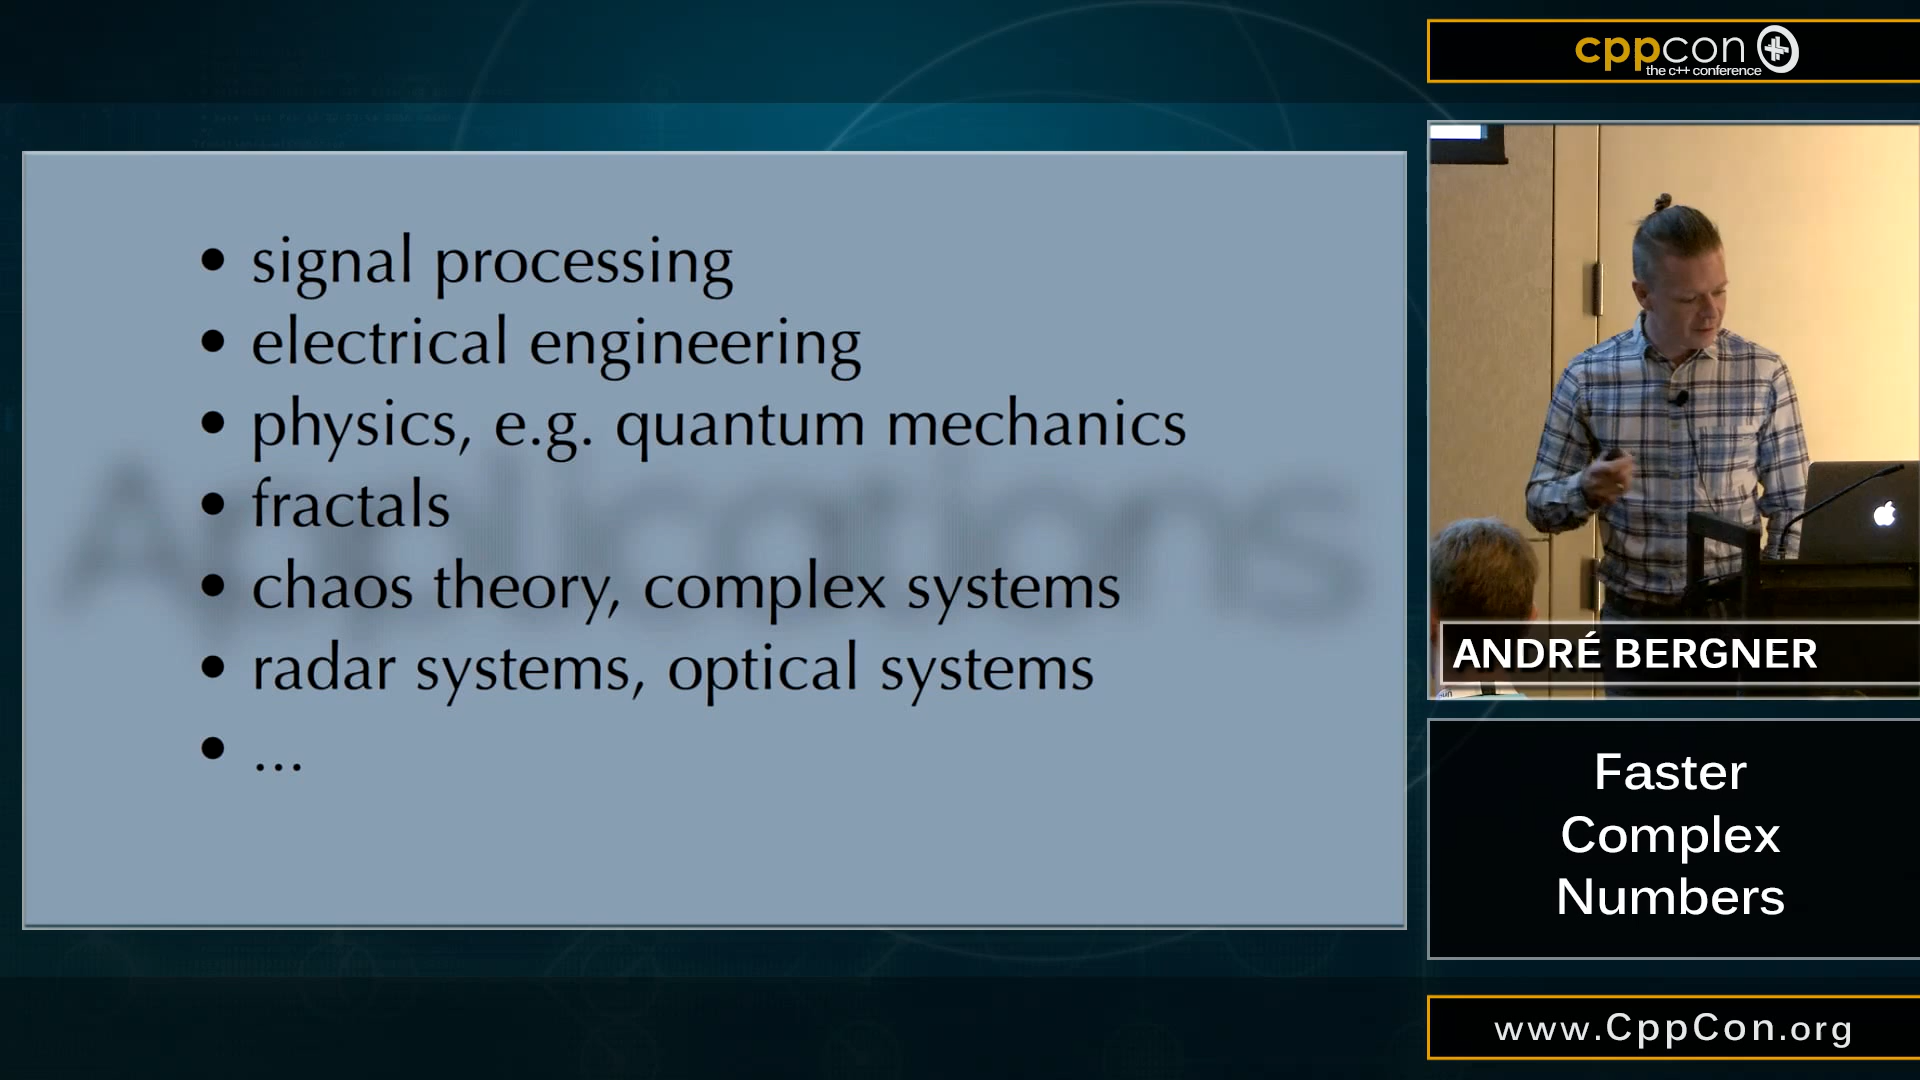 cppcon
the c++ conference
Applications
• signal processing
• electrical engineering
• physics, e.g. quantum mechanics
• fractals
• chaos theory, complex systems
• radar systems, optical systems
• ...
ANDRÉ BERGNER
Faster
Complex
Numbers
www.CppCon.org